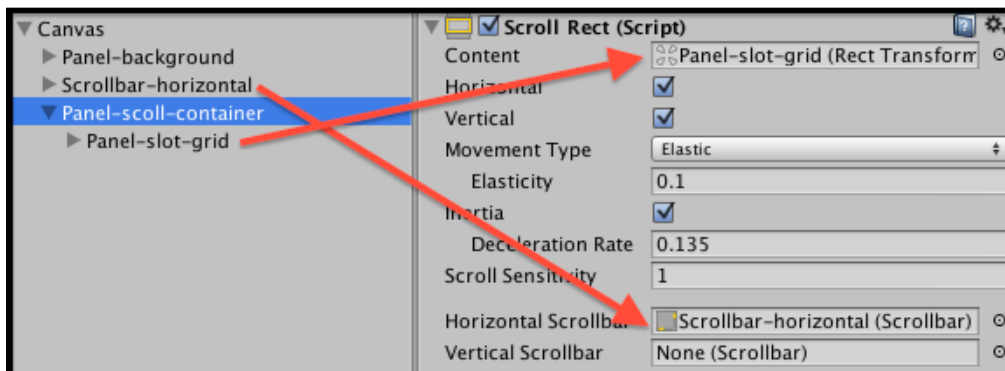 Canvas
Panel-background
Scrollbar-horizontal
Panel-scoll-container
Panel-slot-grid
Scroll Rect (Script)
Content Panel-slot-grid (Rect Transform
Horizontal
Vertical
Movement Type Elastic
Elasticity 0.1
Inertia
Deceleration Rate 0.135
Scroll Sensitivity 1
Horizontal Scrollbar Scrollbar-horizontal (Scrollbar)
Vertical Scrollbar None (Scrollbar)